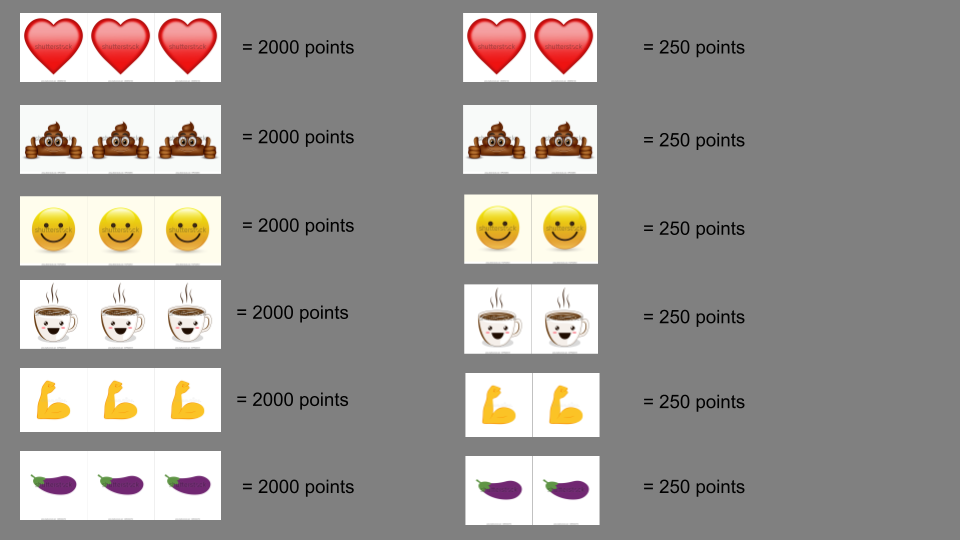 = 2000 points = 250 points
= 2000 points = 250 points
= 2000 points = 250 points
= 2000 points = 250 points
= 2000 points = 250 points
= 2000 points = 250 points